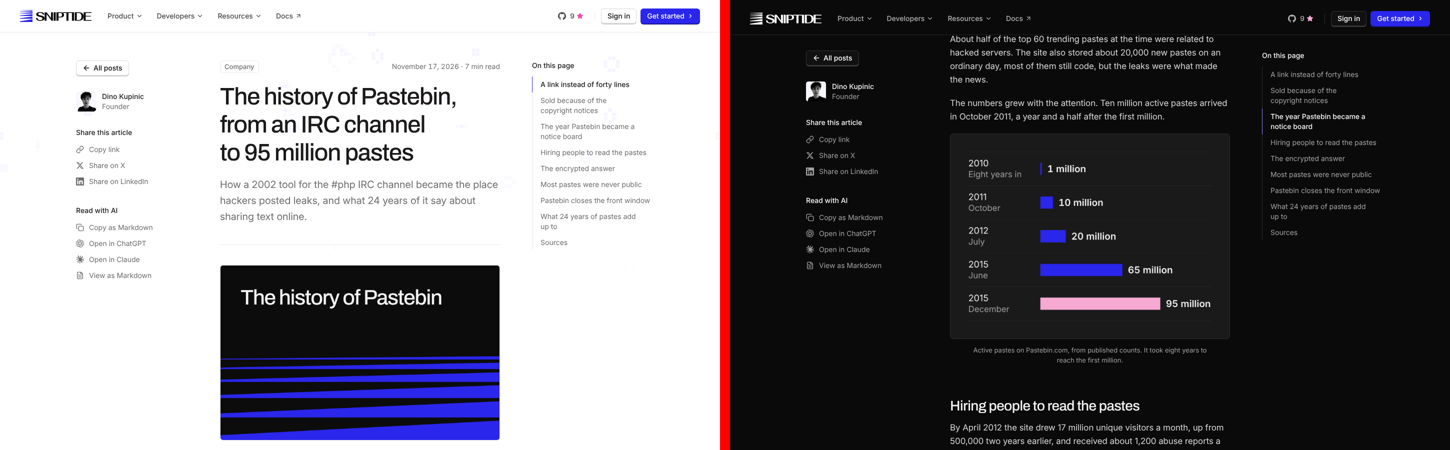 SNIPTIDE
Product
Developers
Resources
Docs
9
Sign in
Get started
All posts
Dino Kupinic
Founder
Share this article
Copy link
Share on X
Share on LinkedIn
Read with AI
Copy as Markdown
Open in ChatGPT
Open in Claude
View as Markdown
Company
November 17, 2026 · 7 min read
The history of Pastebin,
from an IRC channel
to 95 million pastes
How a 2002 tool for the #php IRC channel became the place
hackers posted leaks, and what 24 years of it say about
sharing text online.
The history of Pastebin
On this page
A link instead of forty lines
Sold because of the
copyright notices
The year Pastebin became a
notice board
Hiring people to read the pastes
The encrypted answer
Most pastes were never public
Pastebin closes the front window
What 24 years of pastes add
up to
Sources
SNIPTIDE
Product
Developers
Resources
Docs
9
Sign in
Get started
All posts
Dino Kupinic
Founder
Share this article
Copy link
Share on X
Share on LinkedIn
Read with AI
Copy as Markdown
Open in ChatGPT
Open in Claude
View as Markdown
About half of the top 60 trending pastes at the time were related to
hacked servers. The site also stored about 20,000 new pastes on an
ordinary day, most of them still code, but the leaks were what made
the news.
The numbers grew with the attention. Ten million active pastes arrived
in October 2011, a year and a half after the first million.
2010
Eight years in
1 million
2011
October
10 million
2012
July
20 million
2015
June
65 million
2015
December
95 million
Active pastes on Pastebin.com, from published counts. It took eight years to
reach the first million.
Hiring people to read the pastes
By April 2012 the site drew 17 million unique visitors a month, up from
500,000 two years earlier, and received about 1,200 abuse reports a
On this page
A link instead of forty lines
Sold because of the
copyright notices
The year Pastebin became a
notice board
Hiring people to read the pastes
The encrypted answer
Most pastes were never public
Pastebin closes the front window
What 24 years of pastes add
up to
Sources